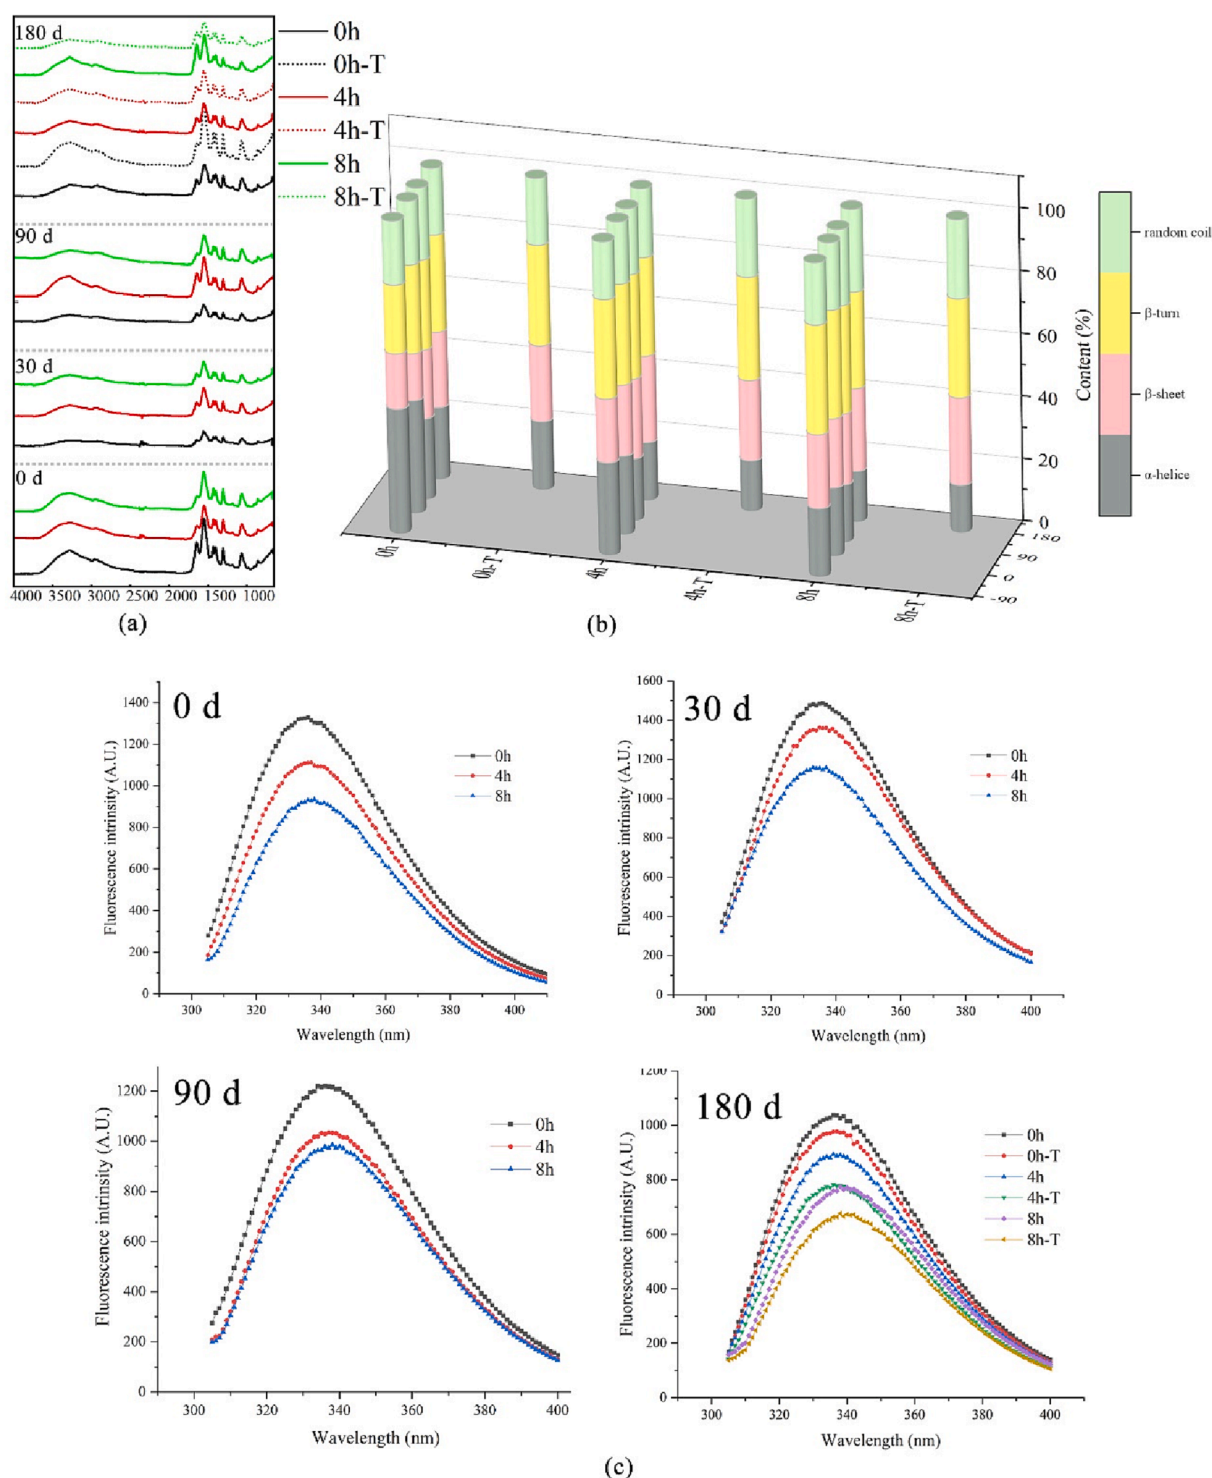 180 d
0h
0h-T
4h
4h-T
8h
8h-T
90 d
30 d
0 d
4000 3500 3000 2500 2000 1500 1000
(a)
100
80
60
40
20
0
Content (%)
180
90
0
-90
0h
0h-T
4h
4h-T
8h
8h-T
random coil
β-turn
β-sheet
α-helice
(b)
0 d
1400
1200
1000
800
600
400
200
0
Fluorescence intrinsity (A.U.)
0h
4h
8h
300 320 340 360 380 400
Wavelength (nm)
30 d
1600
1400
1200
1000
800
600
400
200
0
Fluorescence intrinsity (A.U.)
0h
4h
8h
300 320 340 360 380 400
Wavelength (nm)
90 d
1200
1000
800
600
400
200
0
Fluorescence intrinsity (A.U.)
0h
4h
8h
300 320 340 360 380 400
Wavelength (nm)
180 d
1200
1000
800
600
400
200
0
Fluorescence intrinsity (A.U.)
0h
0h-T
4h
4h-T
8h
8h-T
300 320 340 360 380 400
Wavelength (nm)
(c)